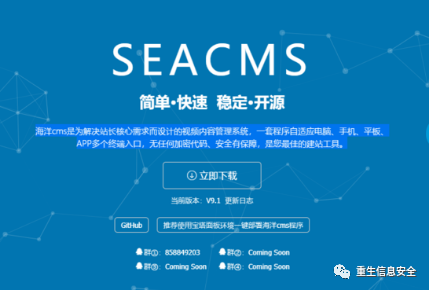 SEACMS
简单·快速 稳定·开源
海洋cms是为解决站长核心需求而设计的视频内容管理系统，一套程序自适应电脑、手机、平板、
APP多个终端入口，无任何加密代码、安全有保障，是您最佳的建站工具。
立即下载
当前版本： V9.1 更新日志
GitHub 推荐使用宝塔面板环境一键部署海洋cms程序
群①： 858849203 群②： Coming Soon
群③： Coming Soon 群④： Coming Soon
重生信息安全